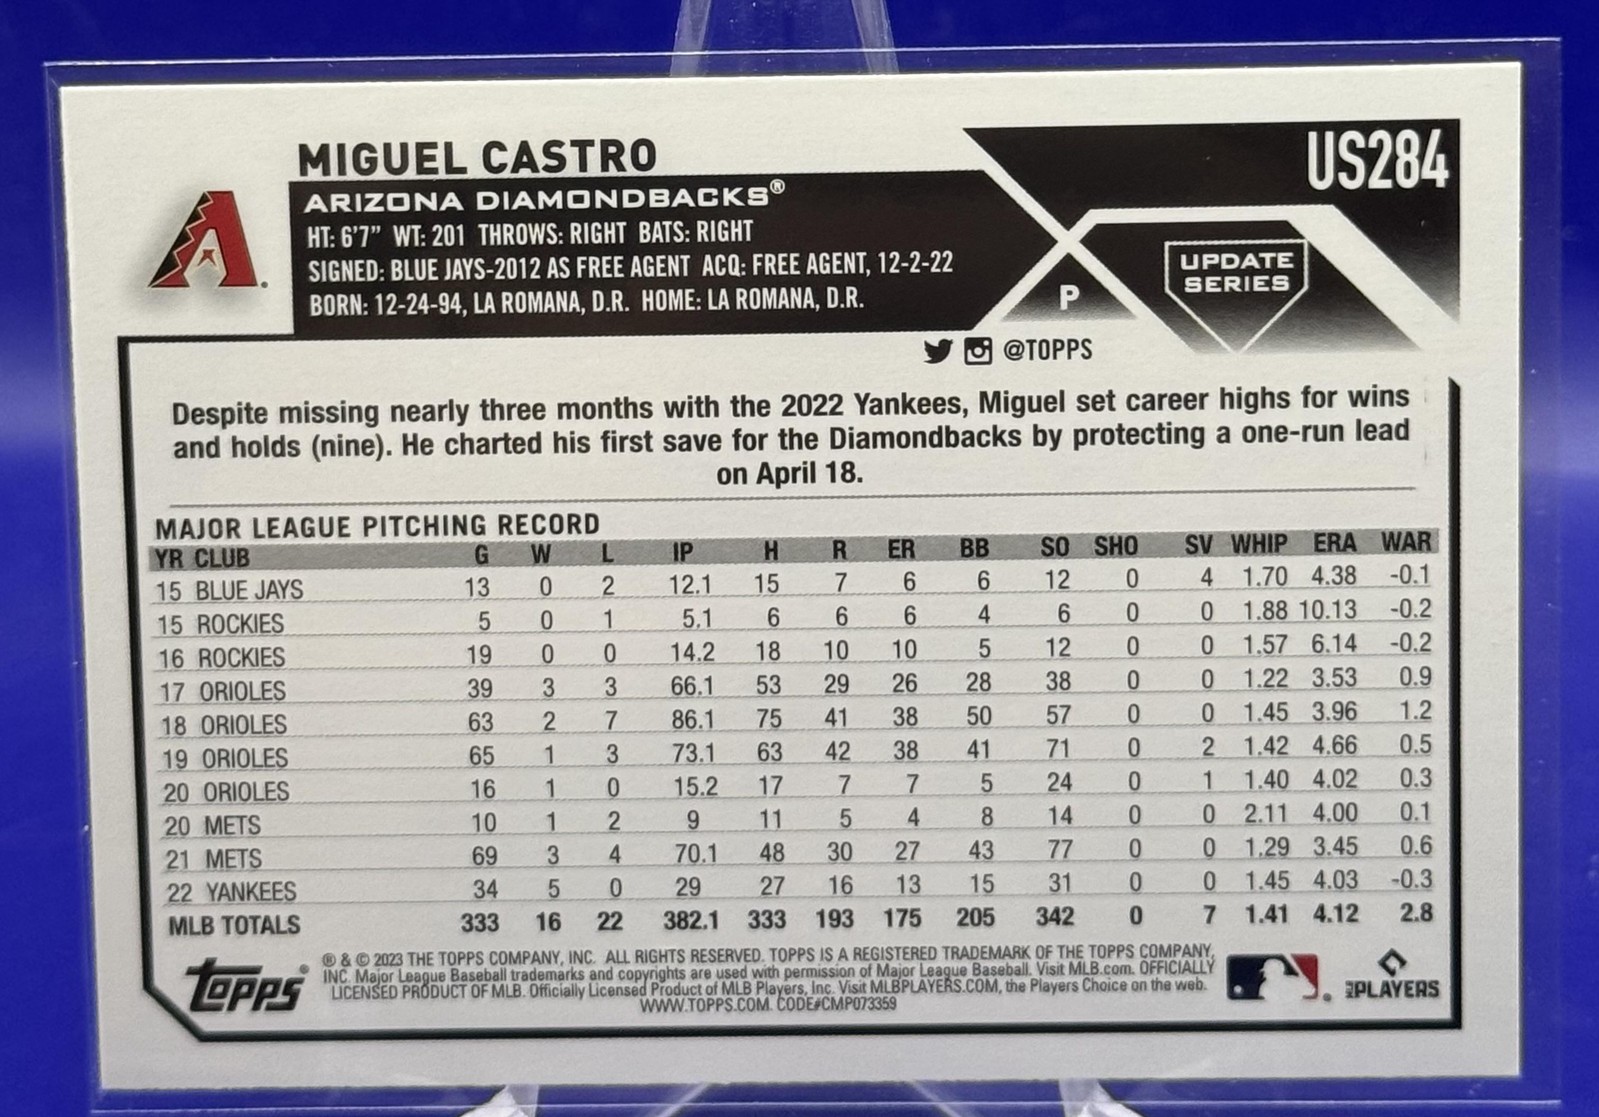 MIGUEL CASTRO
US284
ARIZONA DIAMONDBACKS®
HT: 6'7" WT: 201 THROWS: RIGHT BATS: RIGHT
SIGNED: BLUE JAYS-2012 AS FREE AGENT ACQ: FREE AGENT, 12-2-22
BORN: 12-24-94, LA ROMANA, D.R. HOME: LA ROMANA, D.R.
P
UPDATE
SERIES
@TOPPS
Despite missing nearly three months with the 2022 Yankees, Miguel set career highs for wins
and holds (nine). He charted his first save for the Diamondbacks by protecting a one-run lead
on April 18.
MAJOR LEAGUE PITCHING RECORD
YR CLUB G W L IP H R ER BB SO SHO SV WHIP ERA WAR
15 BLUE JAYS 13 0 2 12.1 15 7 6 6 12 0 4 1.70 4.38 -0.1
15 ROCKIES 5 0 1 5.1 6 6 6 4 6 0 0 1.88 10.13 -0.2
16 ROCKIES 19 0 0 14.2 18 10 10 5 12 0 0 1.57 6.14 -0.2
17 ORIOLES 39 3 3 66.1 53 29 26 28 38 0 0 1.22 3.53 0.9
18 ORIOLES 63 2 7 86.1 75 41 38 50 57 0 0 1.45 3.96 1.2
19 ORIOLES 65 1 3 73.1 63 42 38 41 71 0 2 1.42 4.66 0.5
20 ORIOLES 16 1 0 15.2 17 7 7 5 24 0 1 1.40 4.02 0.3
20 METS 10 1 2 9 11 5 4 8 14 0 0 2.11 4.00 0.1
21 METS 69 3 4 70.1 48 30 27 43 77 0 0 1.29 3.45 0.6
22 YANKEES 34 5 0 29 27 16 13 15 31 0 0 1.45 4.03 -0.3
MLB TOTALS 333 16 22 382.1 333 193 175 205 342 0 7 1.41 4.12 2.8
Topps®
® & © 2023 THE TOPPS COMPANY, INC. ALL RIGHTS RESERVED. TOPPS IS A REGISTERED TRADEMARK OF THE TOPPS COMPANY,
INC. Major League Baseball trademarks and copyrights are used with permission of Major League Baseball. Visit MLB.com. OFFICIALLY
LICENSED PRODUCT OF MLB. Officially Licensed Product of MLB Players, Inc. Visit MLBPLAYERS.COM, the Players Choice on the web.
WWW.TOPPS.COM. CODE#CMP073359
MLBPLAYERS